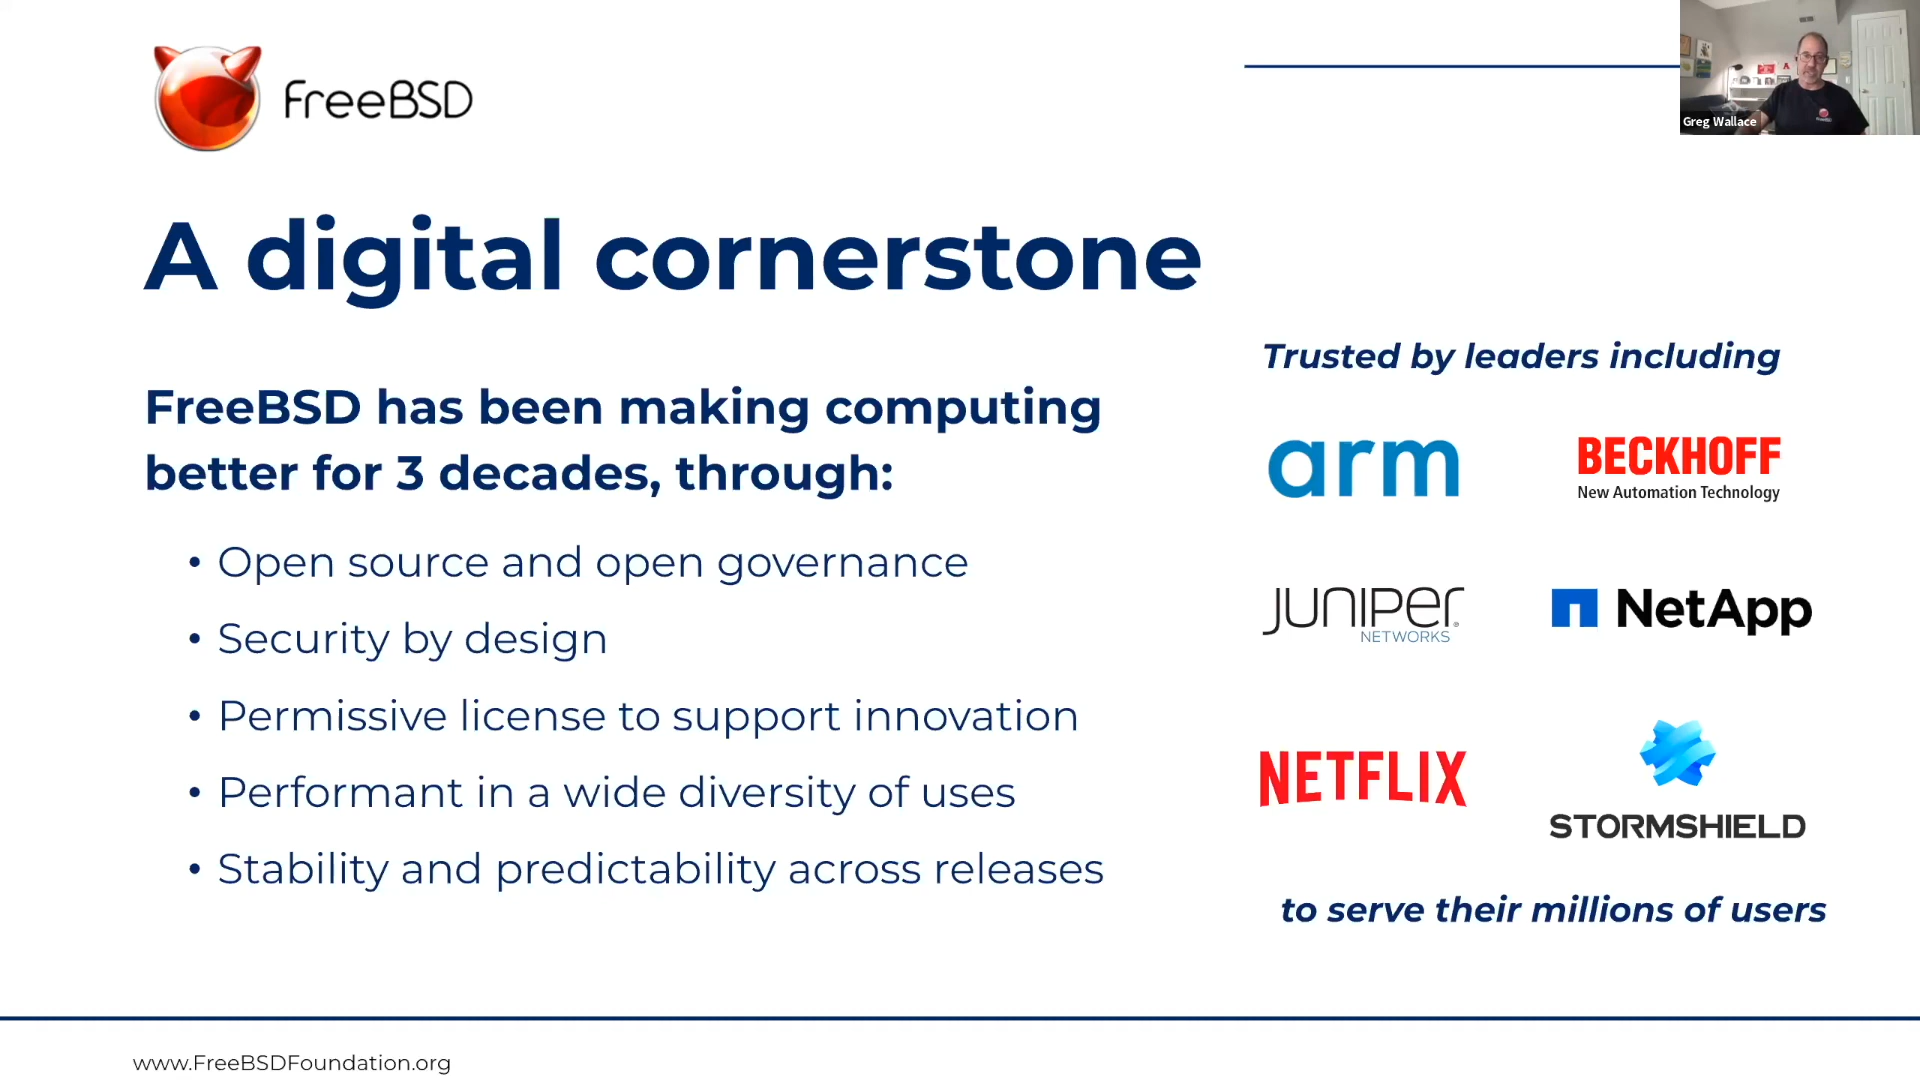 FreeBSD
Greg Wallace
A digital cornerstone
FreeBSD has been making computing
better for 3 decades, through:
• Open source and open governance
• Security by design
• Permissive license to support innovation
• Performant in a wide diversity of uses
• Stability and predictability across releases
Trusted by leaders including
arm
BECKHOFF
New Automation Technology
JUNIPER
NETWORKS
NetApp
NETFLIX
STORMSHIELD
to serve their millions of users
www.FreeBSDFoundation.org